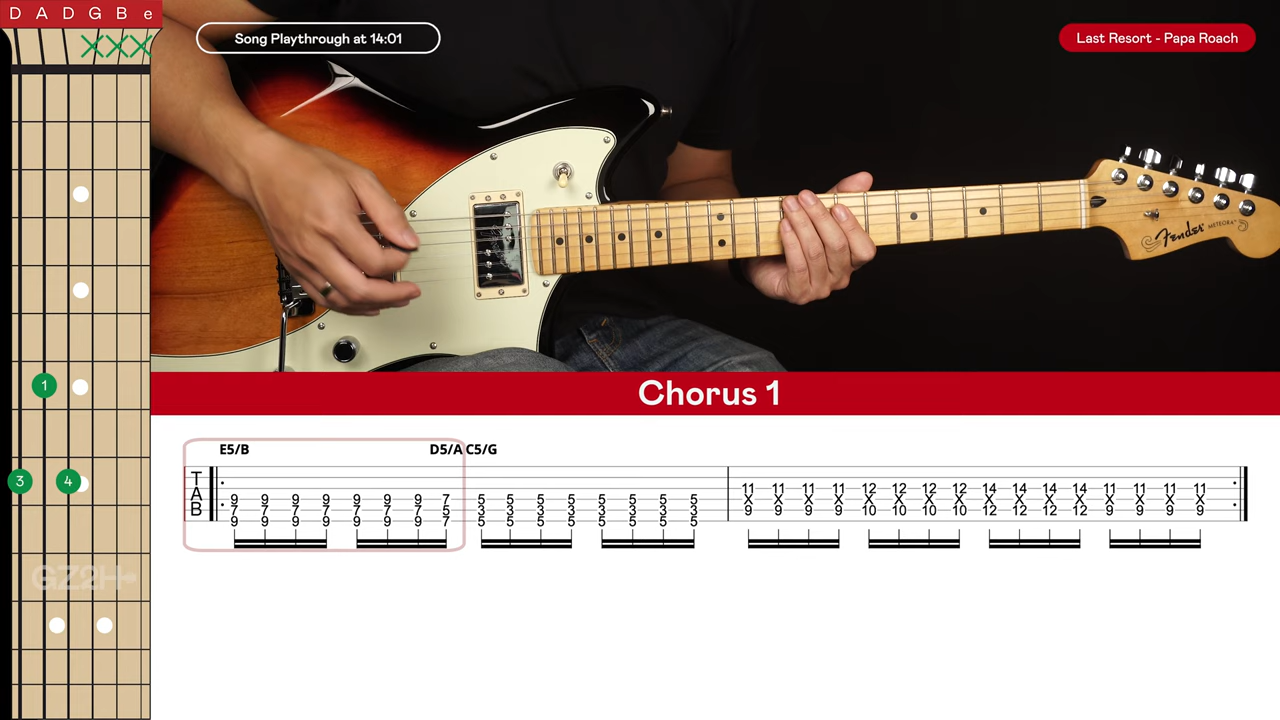 D A D G B e
Song Playthrough at 14:01
Last Resort - Papa Roach
XXX
Fender METEORA
1
3 4
GZ2H
Chorus 1
E5/B D5/A C5/G
T
A
B
11 11 11 11 12 12 12 12 14 14 14 14 11 11 11 11
9 9 9 9 9 9 9 7 5 5 5 5 5 5 5 5 X X X X X X X X X X X X X X X X
7 7 7 7 7 7 7 5 3 3 3 3 3 3 3 3 9 9 9 9 10 10 10 10 12 12 12 12 9 9 9 9
9 9 9 9 9 9 9 7 5 5 5 5 5 5 5 5